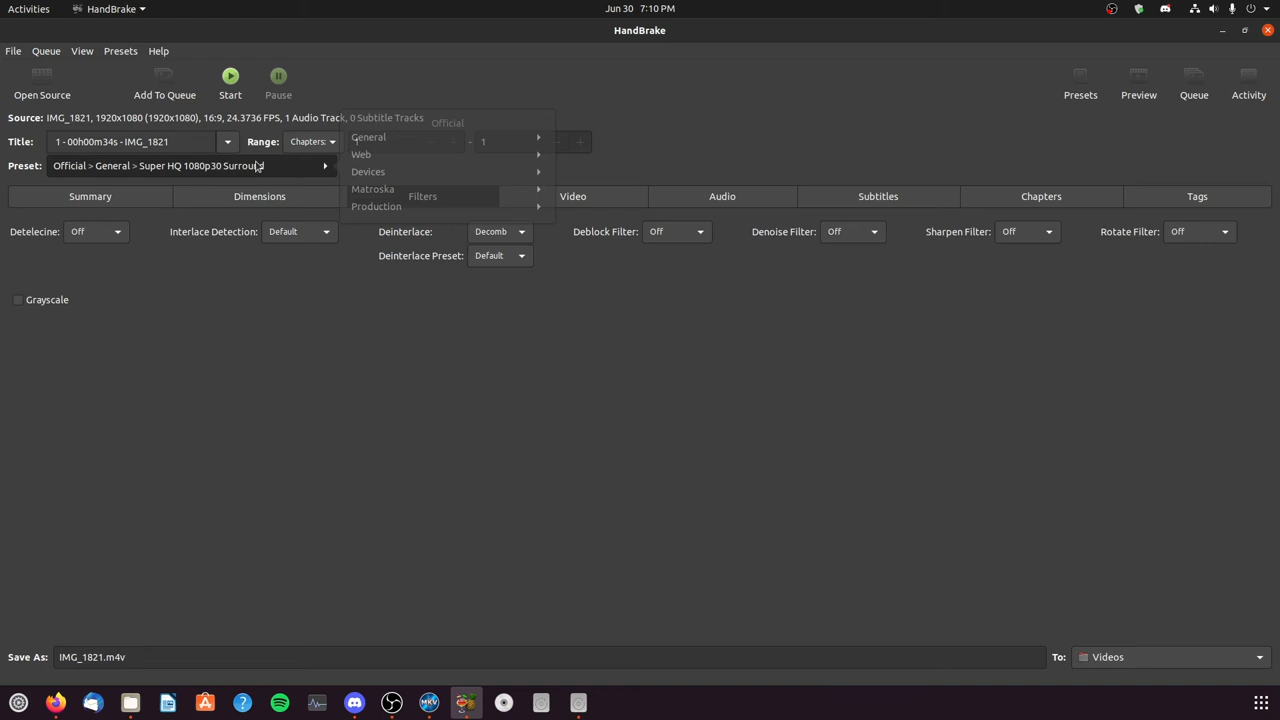 Activities HandBrake Jun 30 7:10 PM
HandBrake
File Queue View Presets Help
Open Source Add To Queue Start Pause Presets Preview Queue Activity
Source: IMG_1821, 1920x1080 (1920x1080), 16:9, 24.3736 FPS, 1 Audio Track, 0 Subtitle Tracks
Official
Title: 1 - 00h00m34s - IMG_1821 Range: Chapters: 1 - 1
General
Web
Preset: Official > General > Super HQ 1080p30 Surround
Devices
Matroska
Production
Summary Dimensions Filters Video Audio Subtitles Chapters Tags
Detelecine: Off Interlace Detection: Default Deinterlace: Decomb Deblock Filter: Off Denoise Filter: Off Sharpen Filter: Off Rotate Filter: Off
Deinterlace Preset: Default
Grayscale
Save As: IMG_1821.m4v To: Videos
MKV